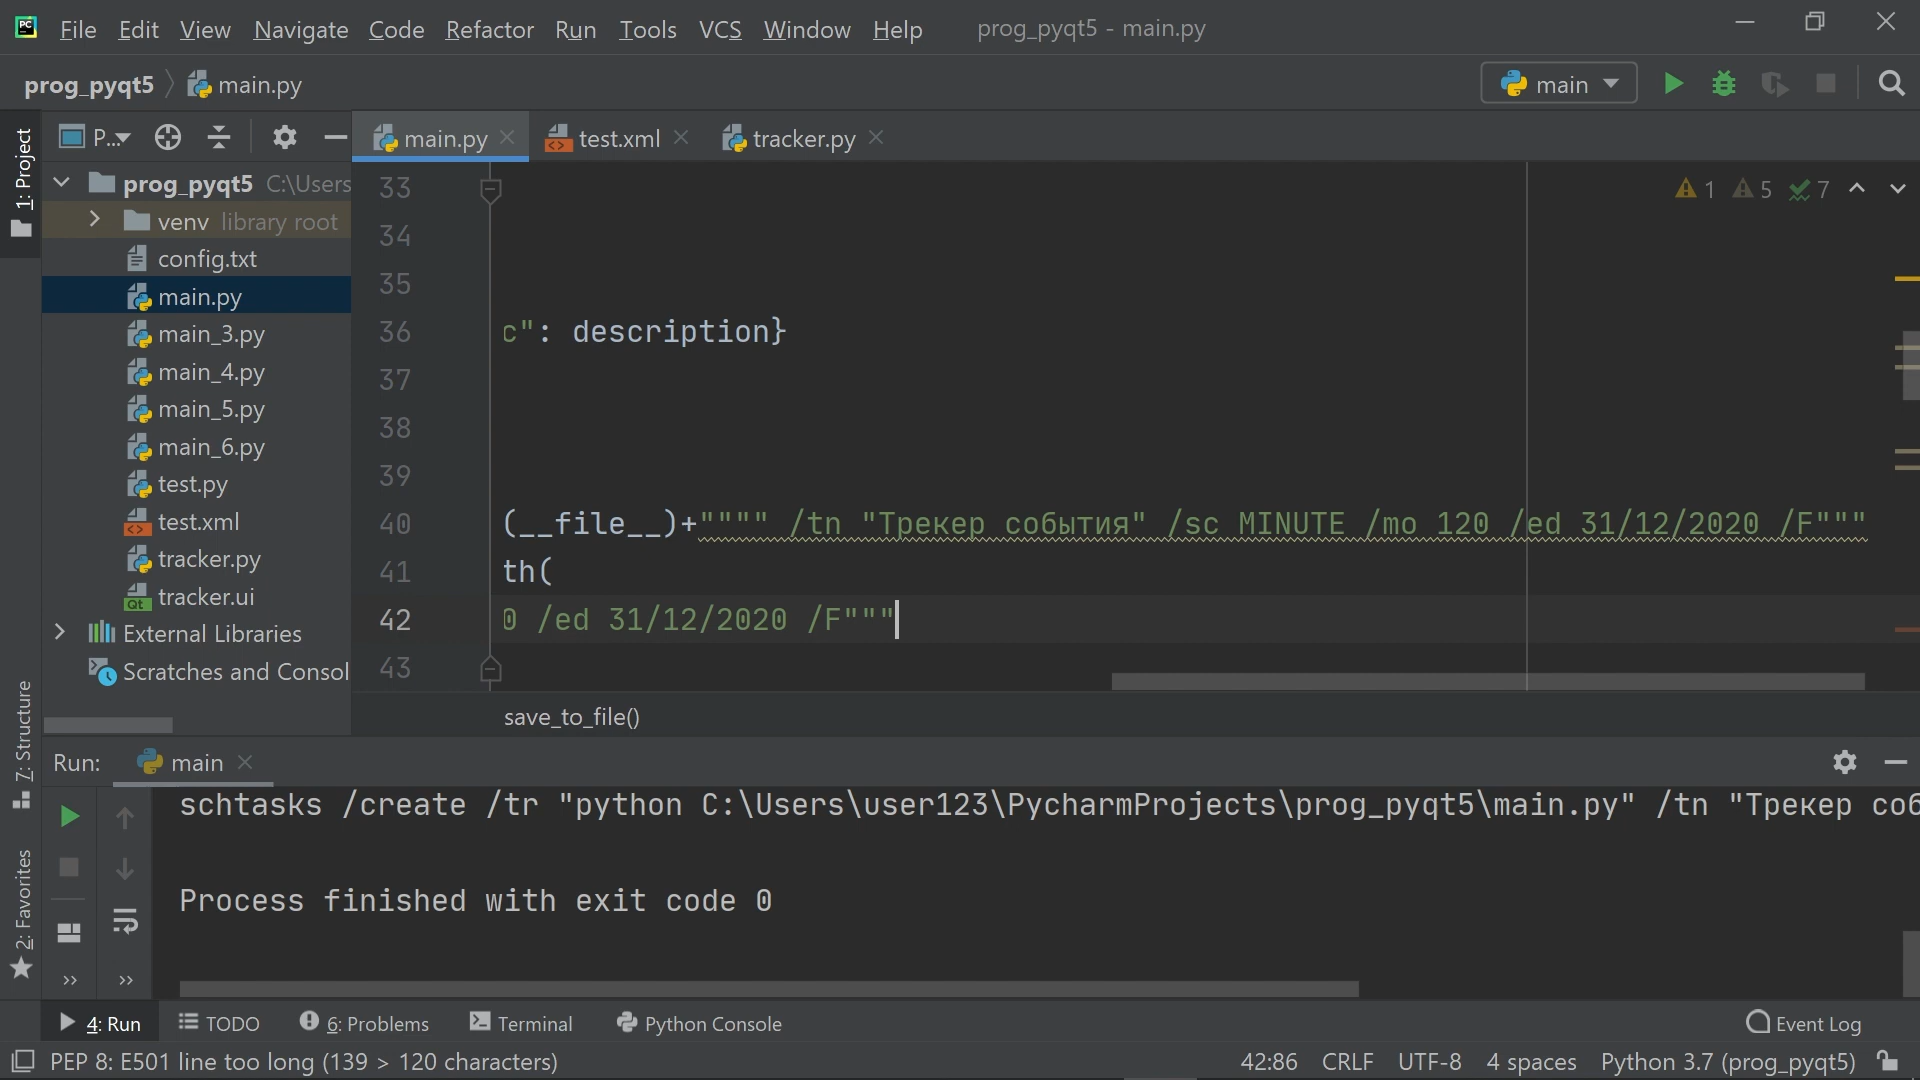 File Edit View Navigate Code Refactor Run Tools VCS Window Help prog_pyqt5 - main.py
prog_pyqt5 main.py main
1: Project
P... main.py test.xml tracker.py
prog_pyqt5 C:\Users
venv library root
config.txt
main.py
main_3.py
main_4.py
main_5.py
main_6.py
test.py
test.xml
tracker.py
tracker.ui
External Libraries
Scratches and Consol
33
34
35
36 c": description}
37
38
39
40 (__file__)+"""" /tn "Трекер события" /sc MINUTE /mo 120 /ed 31/12/2020 /F"""
41 th(
42 0 /ed 31/12/2020 /F"""
43
1 5 7
save_to_file()
7: Structure
2: Favorites
Run: main
schtasks /create /tr "python C:\Users\user123\PycharmProjects\prog_pyqt5\main.py" /tn "Трекер соб
Process finished with exit code 0
4: Run TODO 6: Problems Terminal Python Console Event Log
PEP 8: E501 line too long (139 > 120 characters) 42:86 CRLF UTF-8 4 spaces Python 3.7 (prog_pyqt5)